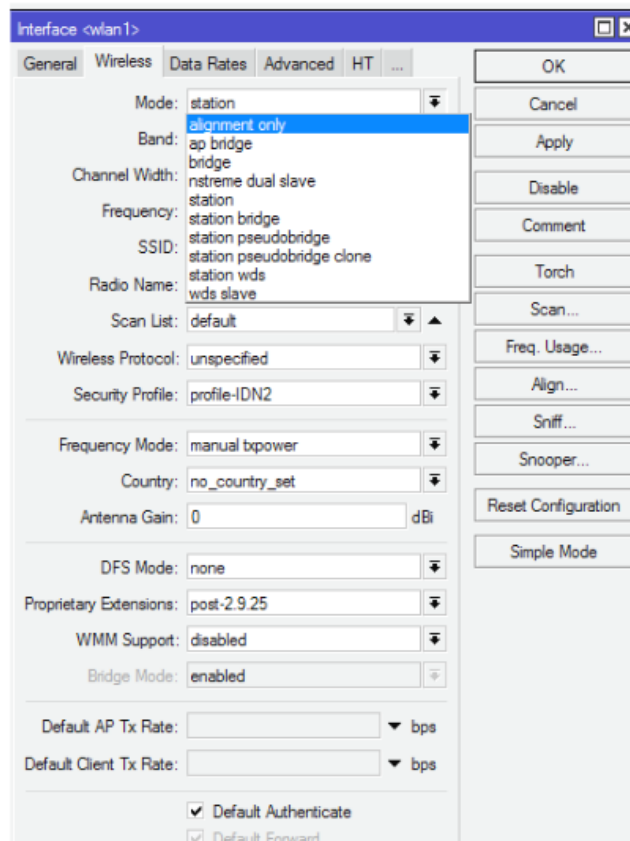 Interface <wlan1>
General Wireless Data Rates Advanced HT ...
OK
Cancel
Apply
Disable
Comment
Torch
Scan...
Freq. Usage...
Align...
Sniff...
Snooper...
Reset Configuration
Simple Mode
Mode: station
alignment only
ap bridge
bridge
nstreme dual slave
station
station bridge
station pseudobridge
station pseudobridge clone
station wds
wds slave
Band:
Channel Width:
Frequency:
SSID:
Radio Name:
Scan List: default
Wireless Protocol: unspecified
Security Profile: profile-IDN2
Frequency Mode: manual txpower
Country: no_country_set
Antenna Gain: 0 dBi
DFS Mode: none
Proprietary Extensions: post-2.9.25
WMM Support: disabled
Bridge Mode: enabled
Default AP Tx Rate: bps
Default Client Tx Rate: bps
Default Authenticate
Default Forward